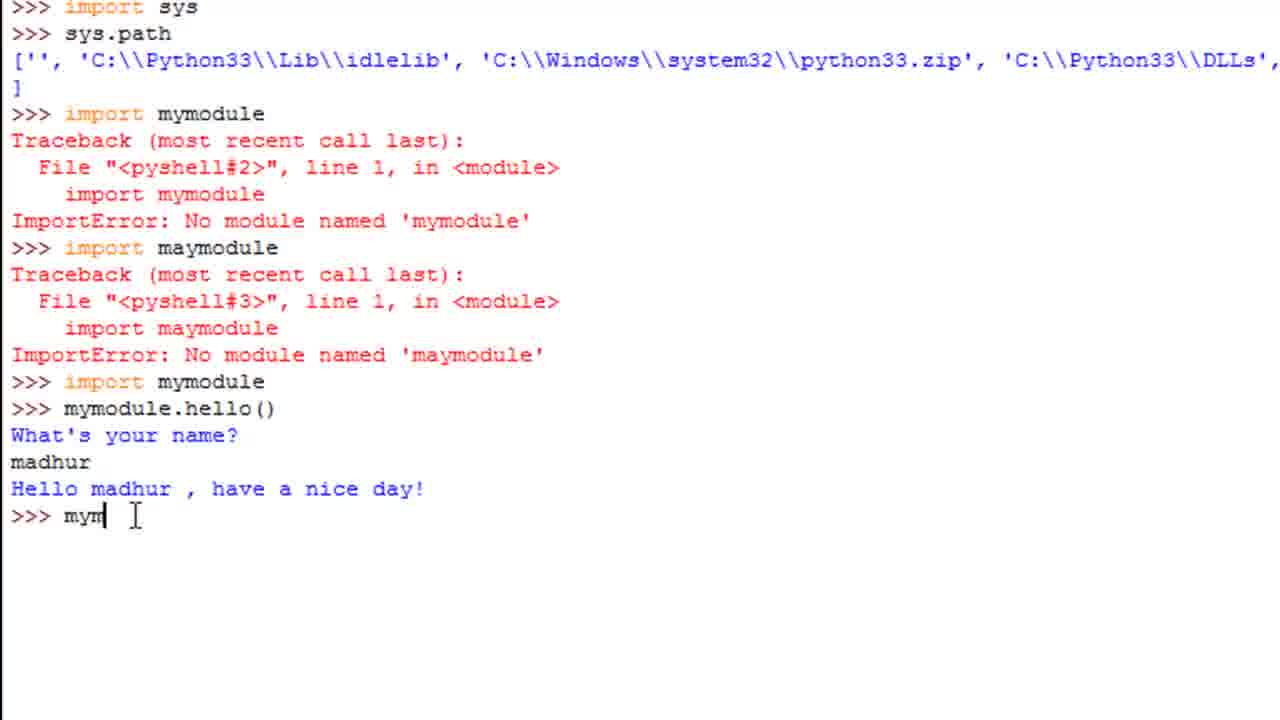 >>> import sys
>>> sys.path
['', 'C:\\Python33\\Lib\\idlelib', 'C:\\Windows\\system32\\python33.zip', 'C:\\Python33\\DLLs',
]
>>> import mymodule
Traceback (most recent call last):
  File "<pyshell#2>", line 1, in <module>
    import mymodule
ImportError: No module named 'mymodule'
>>> import maymodule
Traceback (most recent call last):
  File "<pyshell#3>", line 1, in <module>
    import maymodule
ImportError: No module named 'maymodule'
>>> import mymodule
>>> mymodule.hello()
What's your name?
madhur
Hello madhur , have a nice day!
>>> mym